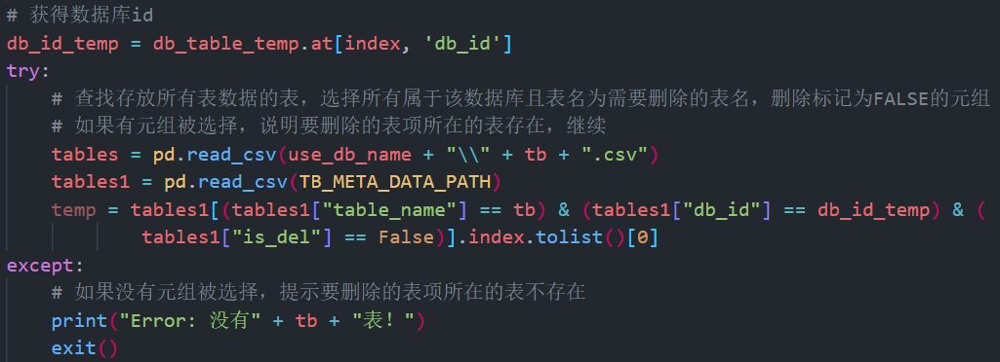 # 获得数据库id
db_id_temp = db_table_temp.at[index, 'db_id']
try:
    # 查找存放所有表数据的表，选择所有属于该数据库且表名为需要删除的表名，删除标记为FALSE的元组
    # 如果有元组被选择，说明要删除的表项所在的表存在，继续
    tables = pd.read_csv(use_db_name + "\\" + tb + ".csv")
    tables1 = pd.read_csv(TB_META_DATA_PATH)
    temp = tables1[(tables1["table_name"] == tb) & (tables1["db_id"] == db_id_temp) & (
            tables1["is_del"] == False)].index.tolist()[0]
except:
    # 如果没有元组被选择，提示要删除的表项所在的表不存在
    print("Error: 没有" + tb + "表！")
    exit()